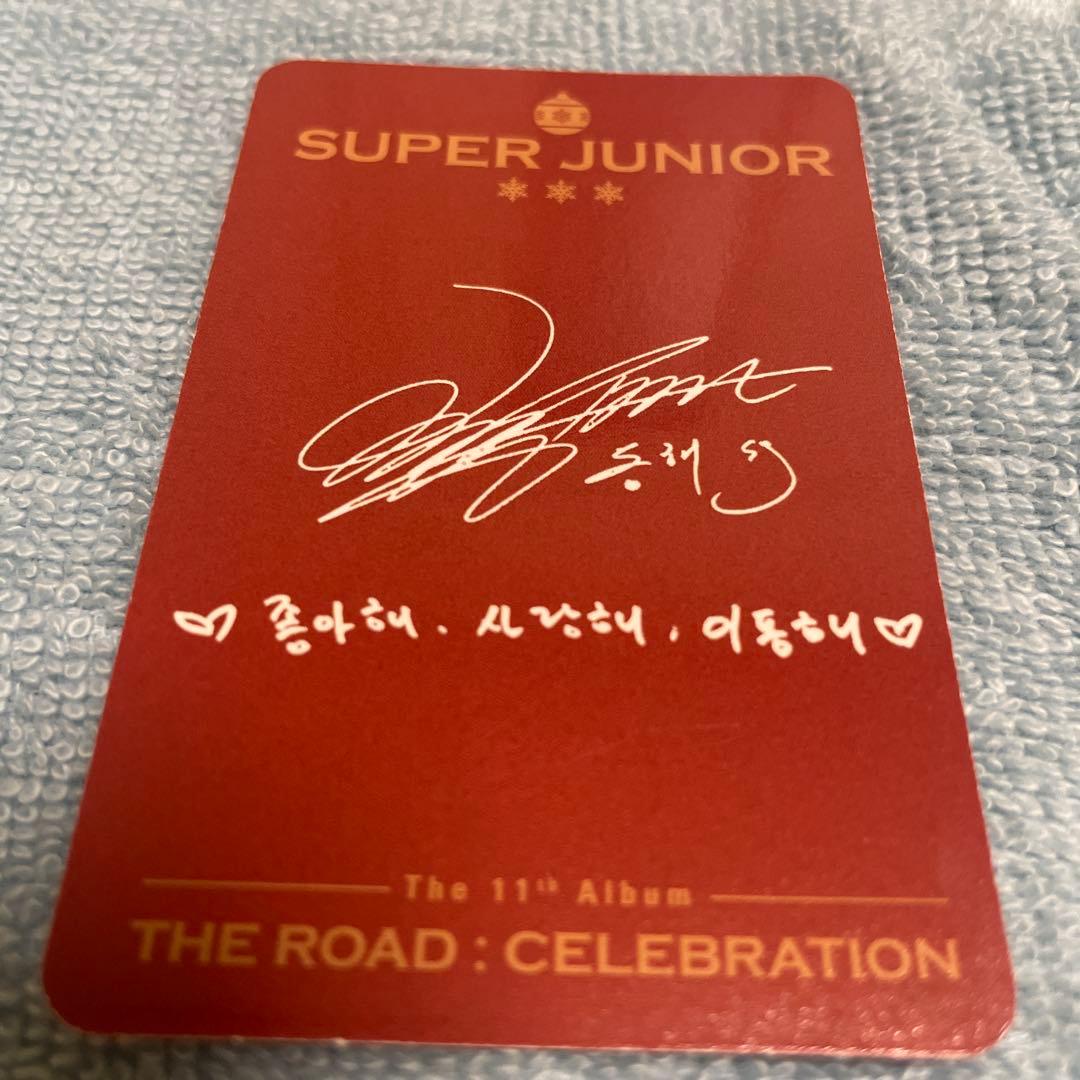 SUPER JUNIOR
동해
♡ 좋아해. 사랑해, 이동해 ♡
The 11th Album
THE ROAD : CELEBRATION